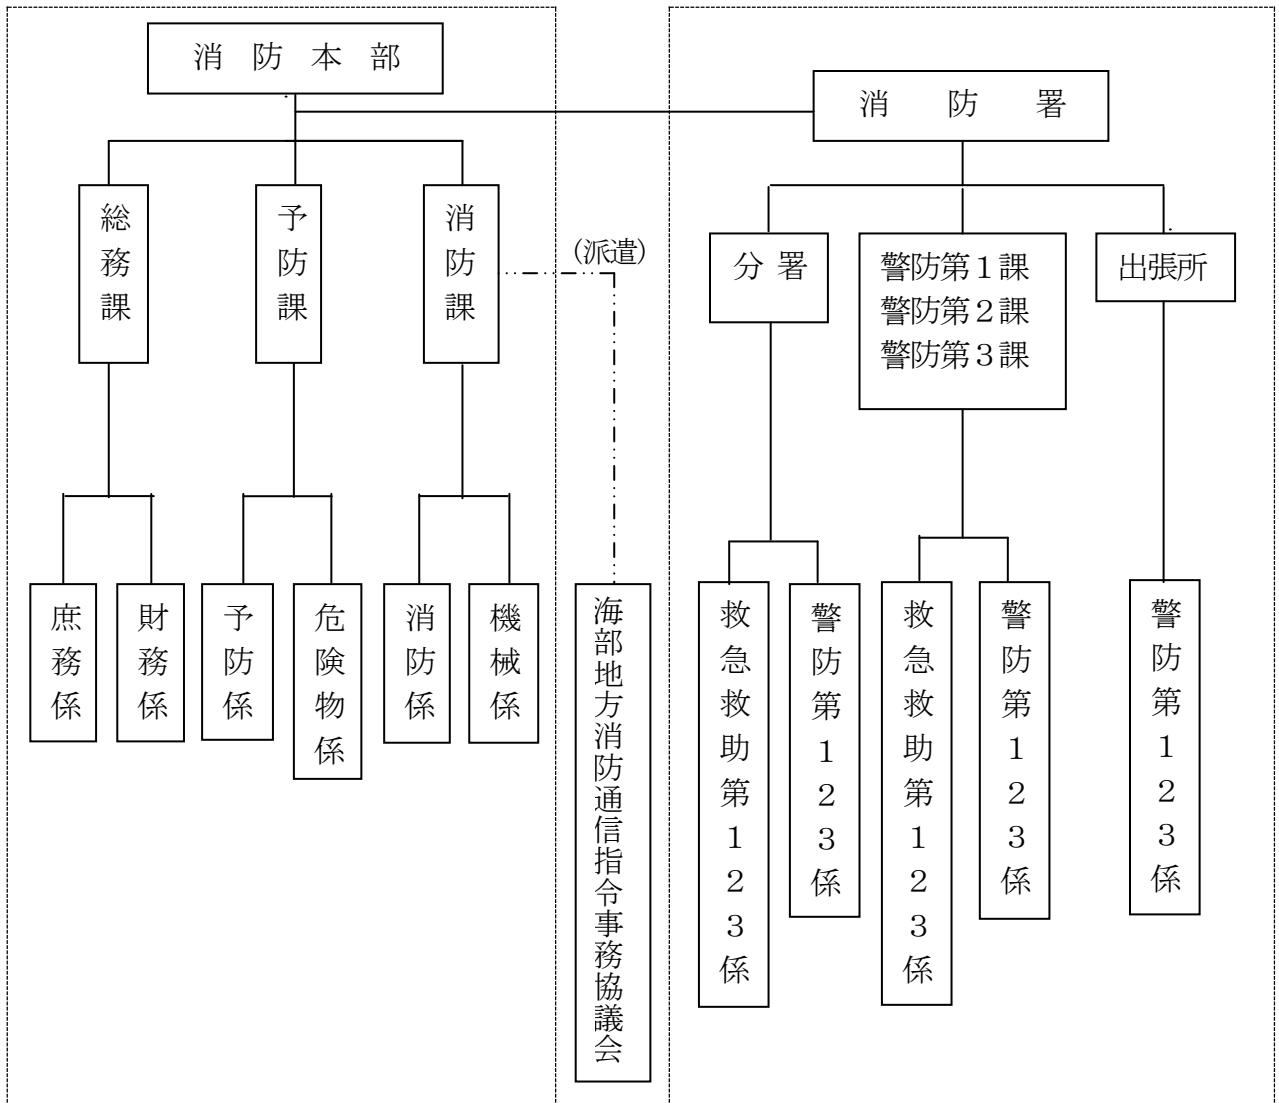 消防本部
消防署
総務課
予防課
消防課
(派遣)
分署
警防第１課
警防第２課
警防第３課
出張所
庶務係
財務係
予防係
危険物係
消防係
機械係
海部地方消防通信指令事務協議会
救急救助第１２３係
警防第１２３係
救急救助第１２３係
警防第１２３係
警防第１２３係